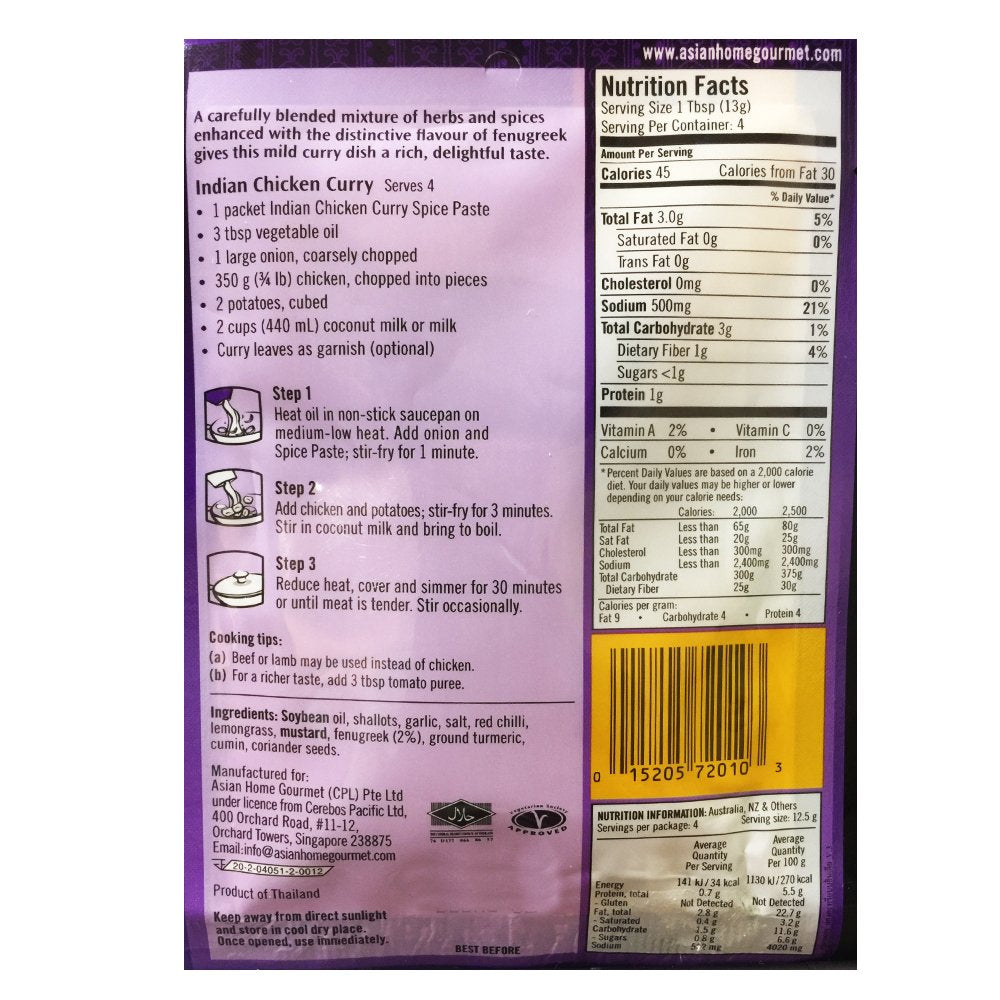 www.asianhomegourmet.com
A carefully blended mixture of herbs and spices
enhanced with the distinctive flavour of fenugreek
gives this mild curry dish a rich, delightful taste.
Indian Chicken Curry Serves 4
• 1 packet Indian Chicken Curry Spice Paste
• 3 tbsp vegetable oil
• 1 large onion, coarsely chopped
• 350 g (¾ lb) chicken, chopped into pieces
• 2 potatoes, cubed
• 2 cups (440 mL) coconut milk or milk
• Curry leaves as garnish (optional)
Step 1
Heat oil in non-stick saucepan on
medium-low heat. Add onion and
Spice Paste; stir-fry for 1 minute.
Step 2
Add chicken and potatoes; stir-fry for 3 minutes.
Stir in coconut milk and bring to boil.
Step 3
Reduce heat, cover and simmer for 30 minutes
or until meat is tender. Stir occasionally.
Cooking tips:
(a) Beef or lamb may be used instead of chicken.
(b) For a richer taste, add 3 tbsp tomato puree.
Ingredients: Soybean oil, shallots, garlic, salt, red chilli,
lemongrass, mustard, fenugreek (2%), ground turmeric,
cumin, coriander seeds.
Manufactured for:
Asian Home Gourmet (CPL) Pte Ltd
under licence from Cerebos Pacific Ltd,
400 Orchard Road, #11-12,
Orchard Towers, Singapore 238875
Email:info@asianhomegourmet.com
20-2-04051-2-0012
Product of Thailand
Keep away from direct sunlight
and store in cool dry place.
Once opened, use immediately.
حلال
Vegetarian Society
APPROVED
BEST BEFORE
Nutrition Facts
Serving Size 1 Tbsp (13g)
Serving Per Container: 4
Amount Per Serving
Calories 45 Calories from Fat 30
% Daily Value*
Total Fat 3.0g 5%
Saturated Fat 0g 0%
Trans Fat 0g
Cholesterol 0mg 0%
Sodium 500mg 21%
Total Carbohydrate 3g 1%
Dietary Fiber 1g 4%
Sugars <1g
Protein 1g
Vitamin A 2% • Vitamin C 0%
Calcium 0% • Iron 2%
*Percent Daily Values are based on a 2,000 calorie
diet. Your daily values may be higher or lower
depending on your calorie needs:
Calories: 2,000 2,500
Total Fat Less than 65g 80g
Sat Fat Less than 20g 25g
Cholesterol Less than 300mg 300mg
Sodium Less than 2,400mg 2,400mg
Total Carbohydrate 300g 375g
Dietary Fiber 25g 30g
Calories per gram:
Fat 9 • Carbohydrate 4 • Protein 4
0 15205 72010 3
NUTRITION INFORMATION: Australia, NZ & Others
Servings per package: 4 Serving size: 12.5 g
Average Average
Quantity Quantity
Per Serving Per 100 g
Energy 141 kJ/34 kcal 1130 kJ/270 kcal
Protein, total 0.7 g 5.5 g
- Gluten Not Detected Not Detected
Fat, total 2.8 g 22.7 g
- Saturated 0.4 g 3.2 g
Carbohydrate 1.5 g 11.6 g
- Sugars 0.8 g 6.6 g
Sodium mg 4020 mg